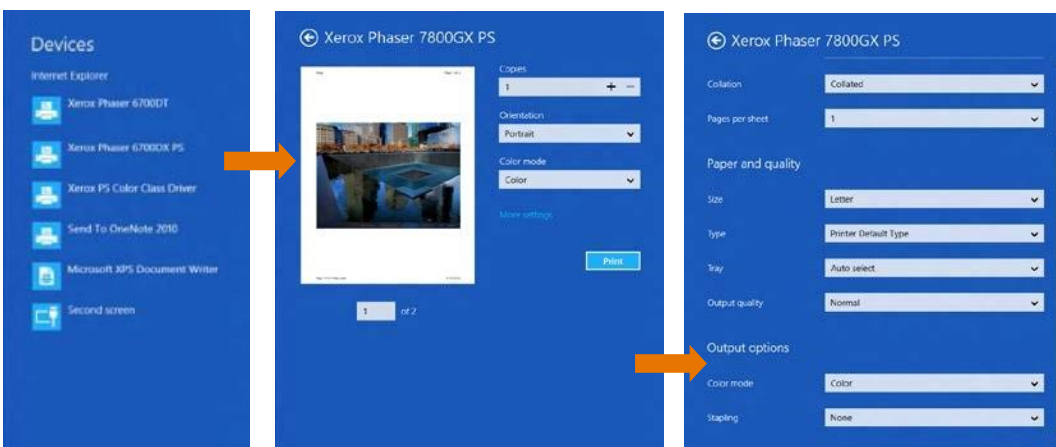 Devices
Internet Explorer
Xerox Phaser 6700DT
Xerox Phaser 6700DX PS
Xerox PS Color Class Driver
Send To OneNote 2010
Microsoft XPS Document Writer
Second screen
Xerox Phaser 7800GX PS
Copies
1
Orientation
Portrait
Color mode
Color
More settings
Print
1 of 2
Xerox Phaser 7800GX PS
Collation Collated
Pages per sheet 1
Paper and quality
Size Letter
Type Printer Default Type
Tray Auto select
Output quality Normal
Output options
Color mode Color
Stapling None